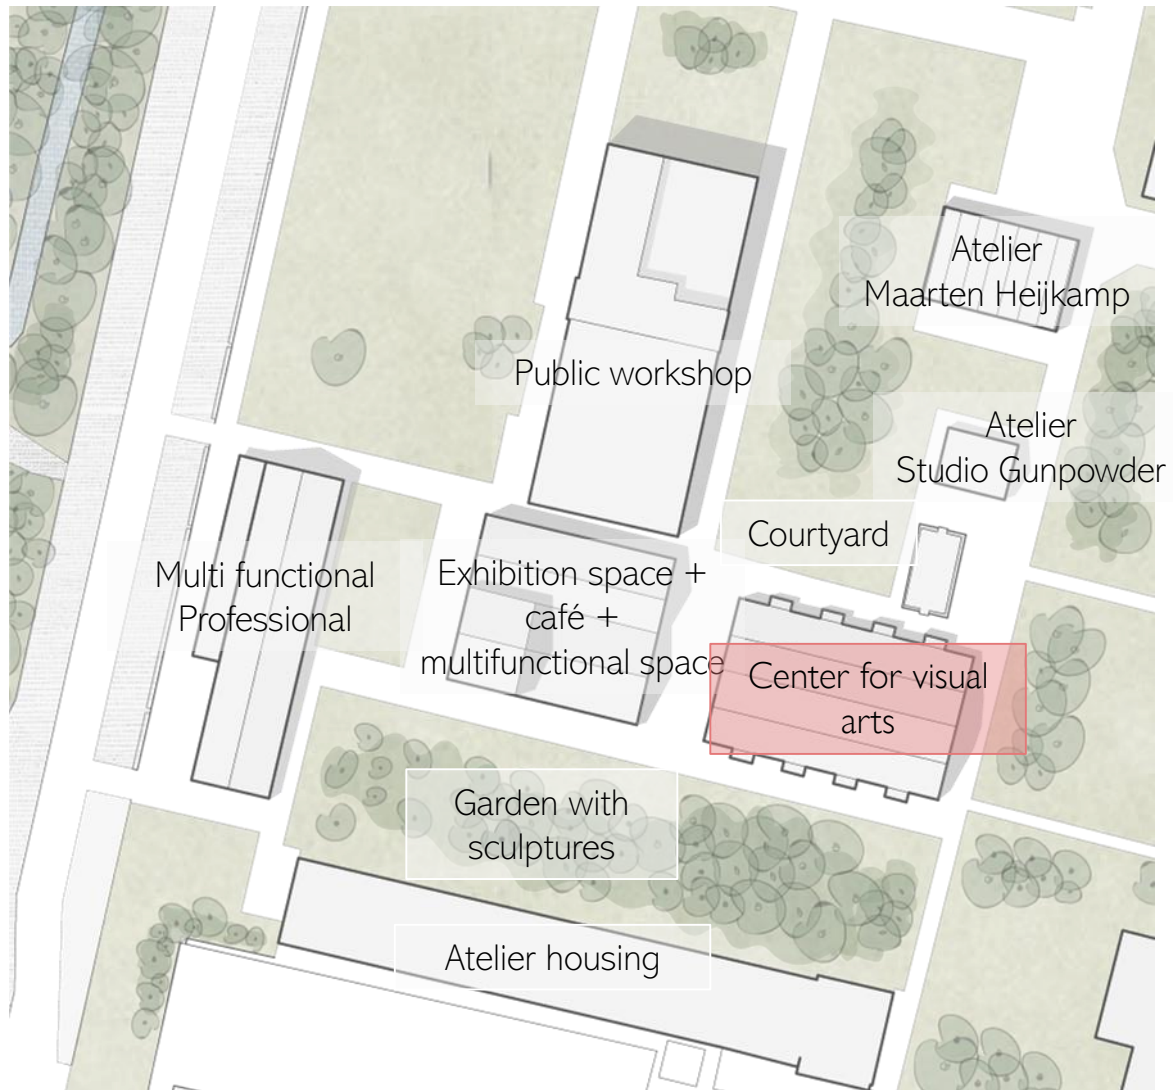 Atelier
Maarten Heijkamp
Public workshop
Atelier
Studio Gunpowder
Courtyard
Multi functional
Professional
Exhibition space +
café +
multifunctional space
Center for visual
arts
Garden with
sculptures
Atelier housing